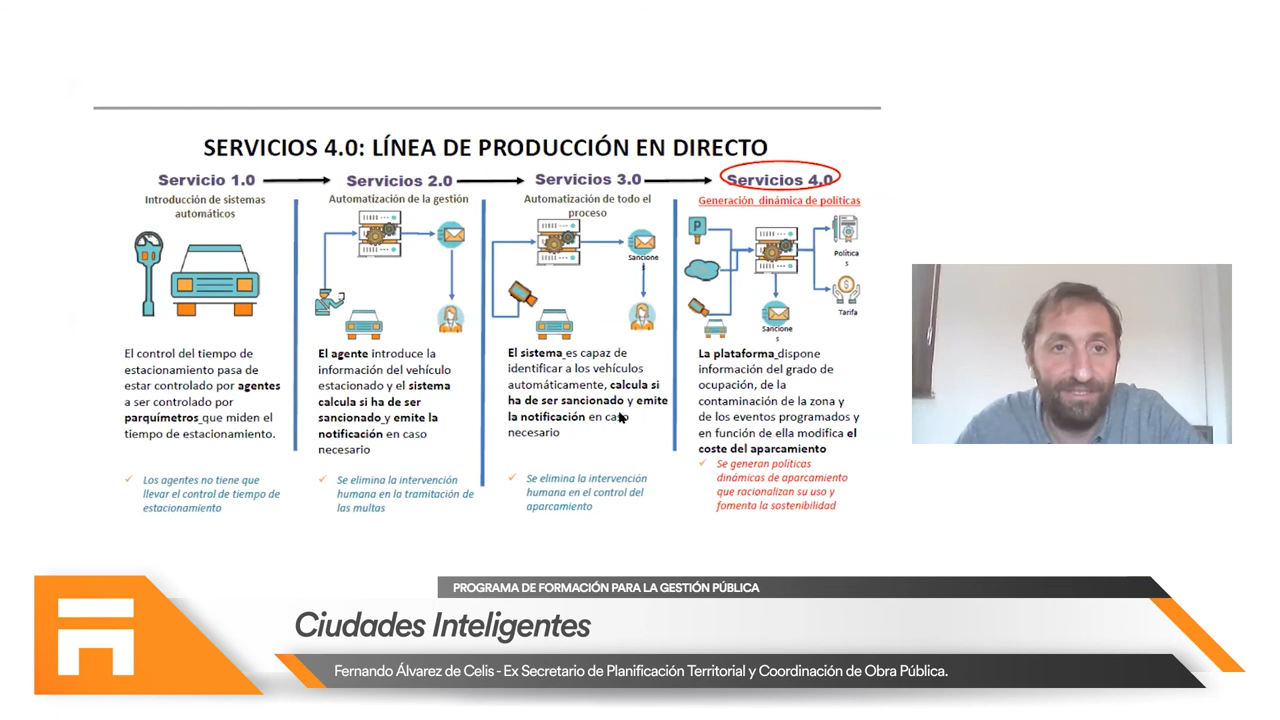 SERVICIOS 4.0: LÍNEA DE PRODUCCIÓN EN DIRECTO
Servicio 1.0
Introducción de sistemas
automáticos
El control del tiempo de
estacionamiento pasa de
estar controlado por agentes
a ser controlado por
parquímetros que miden el
tiempo de estacionamiento.
Los agentes no tiene que
llevar el control de tiempo de
estacionamiento
Servicios 2.0
Automatización de la gestión
El agente introduce la
información del vehículo
estacionado y el sistema
calcula si ha de ser
sancionado y emite la
notificación en caso
necesario
Se elimina la intervención
humana en la tramitación de
las multas
Servicios 3.0
Automatización de todo el
proceso
Sancione
s
El sistema es capaz de
identificar a los vehículos
automáticamente, calcula si
ha de ser sancionado y emite
la notificación en caso
necesario
Se elimina la intervención
humana en el control del
aparcamiento
Servicios 4.0
Generación dinámica de políticas
P
Política
s
Tarifa
Sancione
s
La plataforma dispone
información del grado de
ocupación, de la
contaminación de la zona y
de los eventos programados y
en función de ella modifica el
coste del aparcamiento
Se generan políticas
dinámicas de aparcamiento
que racionalizan su uso y
fomenta la sostenibilidad
PROGRAMA DE FORMACIÓN PARA LA GESTIÓN PÚBLICA
Ciudades Inteligentes
Fernando Álvarez de Celis - Ex Secretario de Planificación Territorial y Coordinación de Obra Pública.